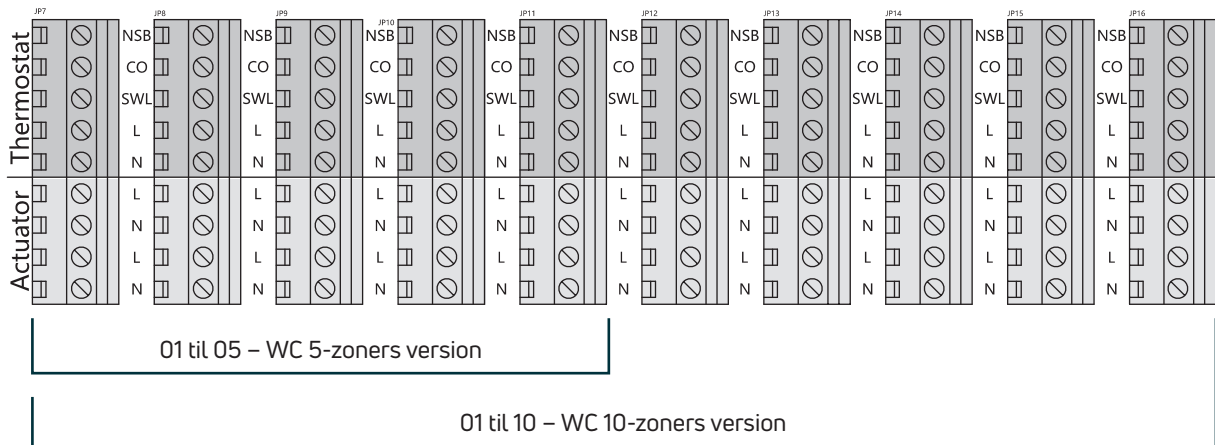 JP7 JP8 JP9 JP10 JP11 JP12 JP13 JP14 JP15 JP16
Thermostat
NSB NSB NSB NSB NSB NSB NSB NSB NSB
CO CO CO CO CO CO CO CO CO
SWL SWL SWL SWL SWL SWL SWL SWL SWL
L L L L L L L L L
N N N N N N N N N
Actuator
L L L L L L L L L
N N N N N N N N N
L L L L L L L L L
N N N N N N N N N
01 til 05 – WC 5-zoners version
01 til 10 – WC 10-zoners version